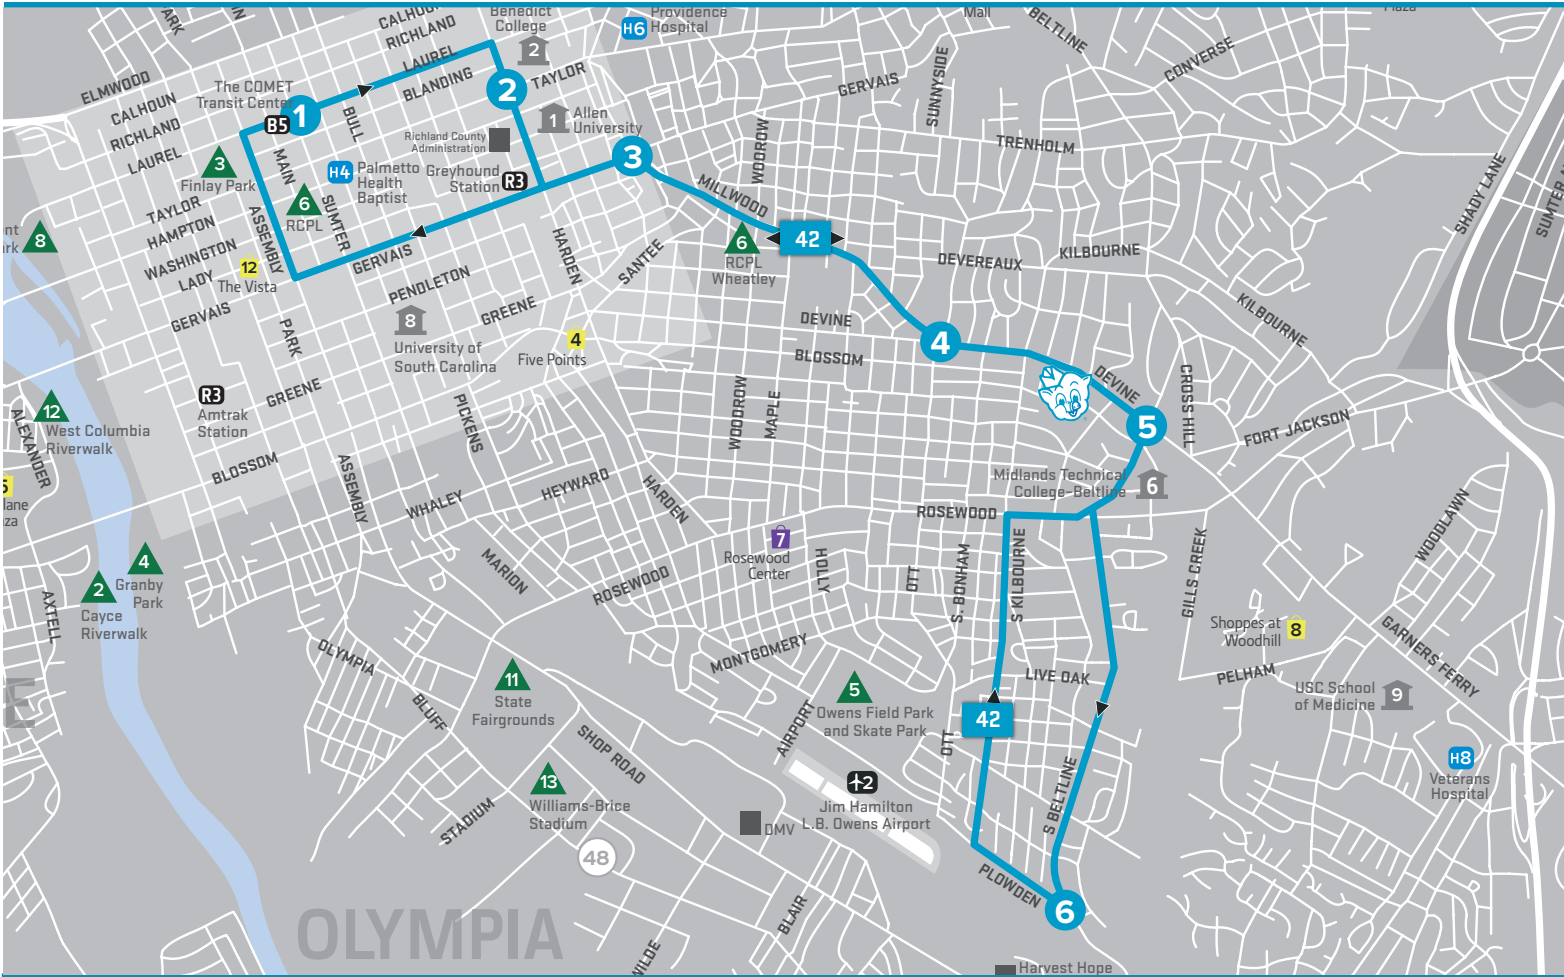 PARK
IN
CALHOUN
RICHLAND
LAUREL
BLANDING
Benedict
College
2
H6
Providence
Hospital
Mall
BELTLINE
Plaza
CONVERSE
ELMWOOD
CALHOUN
RICHLAND
LAUREL
The COMET
Transit Center
B5
1
BULL
2
TAYLOR
1
Allen
University
Richland County
Administration
GERVAIS
SUNNYSIDE
WOODROW
TRENHOLM
SHADY LANE
SUMTER
3
Finlay Park
MAIN
H4
Palmetto
Health
Baptist
Greyhound
Station
R3
3
MILLWOOD
6
RCPL
SUMTER
TAYLOR
HAMPTON
WASHINGTON
LADY
GERVAIS
ASSEMBLY
12
The Vista
GERVAIS
PENDLETON
GREENE
HARDEN
SANTEE
6
RCPL
Wheatley
42
DEVEREAUX
KILBOURNE
KILBOURNE
nt
rk
8
PARK
8
University of
South Carolina
4
Five Points
DEVINE
BLOSSOM
4
DEVINE
5
CROSS HILL
FORT JACKSON
R3
Amtrak
Station
GREENE
PICKENS
WOODROW
MAPLE
12
West Columbia
Riverwalk
ALEXANDER
5
lane
za
BLOSSOM
ASSEMBLY
WHALEY
HEYWARD
HARDEN
Midlands Technical
College-Beltline
6
ROSEWOOD
WOODLAWN
MARION
ROSEWOOD
7
Rosewood
Center
HOLLY
OTT
S. BONHAM
S KILBOURNE
GILLS CREEK
4
Granby
Park
2
Cayce
Riverwalk
AXTELL
Shoppes at
Woodhill
8
GARNERS FERRY
OLYMPIA
MONTGOMERY
LIVE OAK
PELHAM
USC School
of Medicine
9
E
11
State
Fairgrounds
BLUFF
5
Owens Field Park
and Skate Park
AIRPORT
OTT
42
SHOP ROAD
H8
Veterans
Hospital
13
Williams-Brice
Stadium
STADIUM
48
2
Jim Hamilton
L.B. Owens Airport
DMV
S BELTLINE
PLOWDEN
6
BLAIR
OLYMPIA
WILDE
Harvest Hope